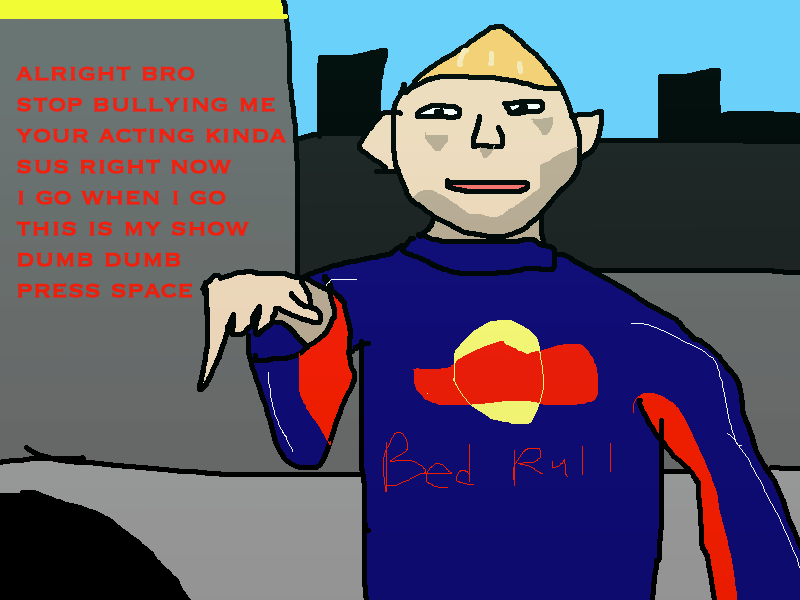 ALRIGHT BRO
STOP BULLYING ME
YOUR ACTING KINDA
SUS RIGHT NOW
I GO WHEN I GO
THIS IS MY SHOW
DUMB DUMB
PRESS SPACE
Bed Rull